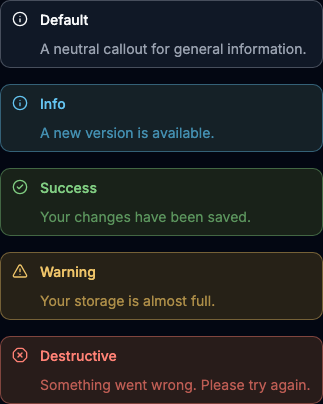 Default
A neutral callout for general information.
Info
A new version is available.
Success
Your changes have been saved.
Warning
Your storage is almost full.
Destructive
Something went wrong. Please try again.